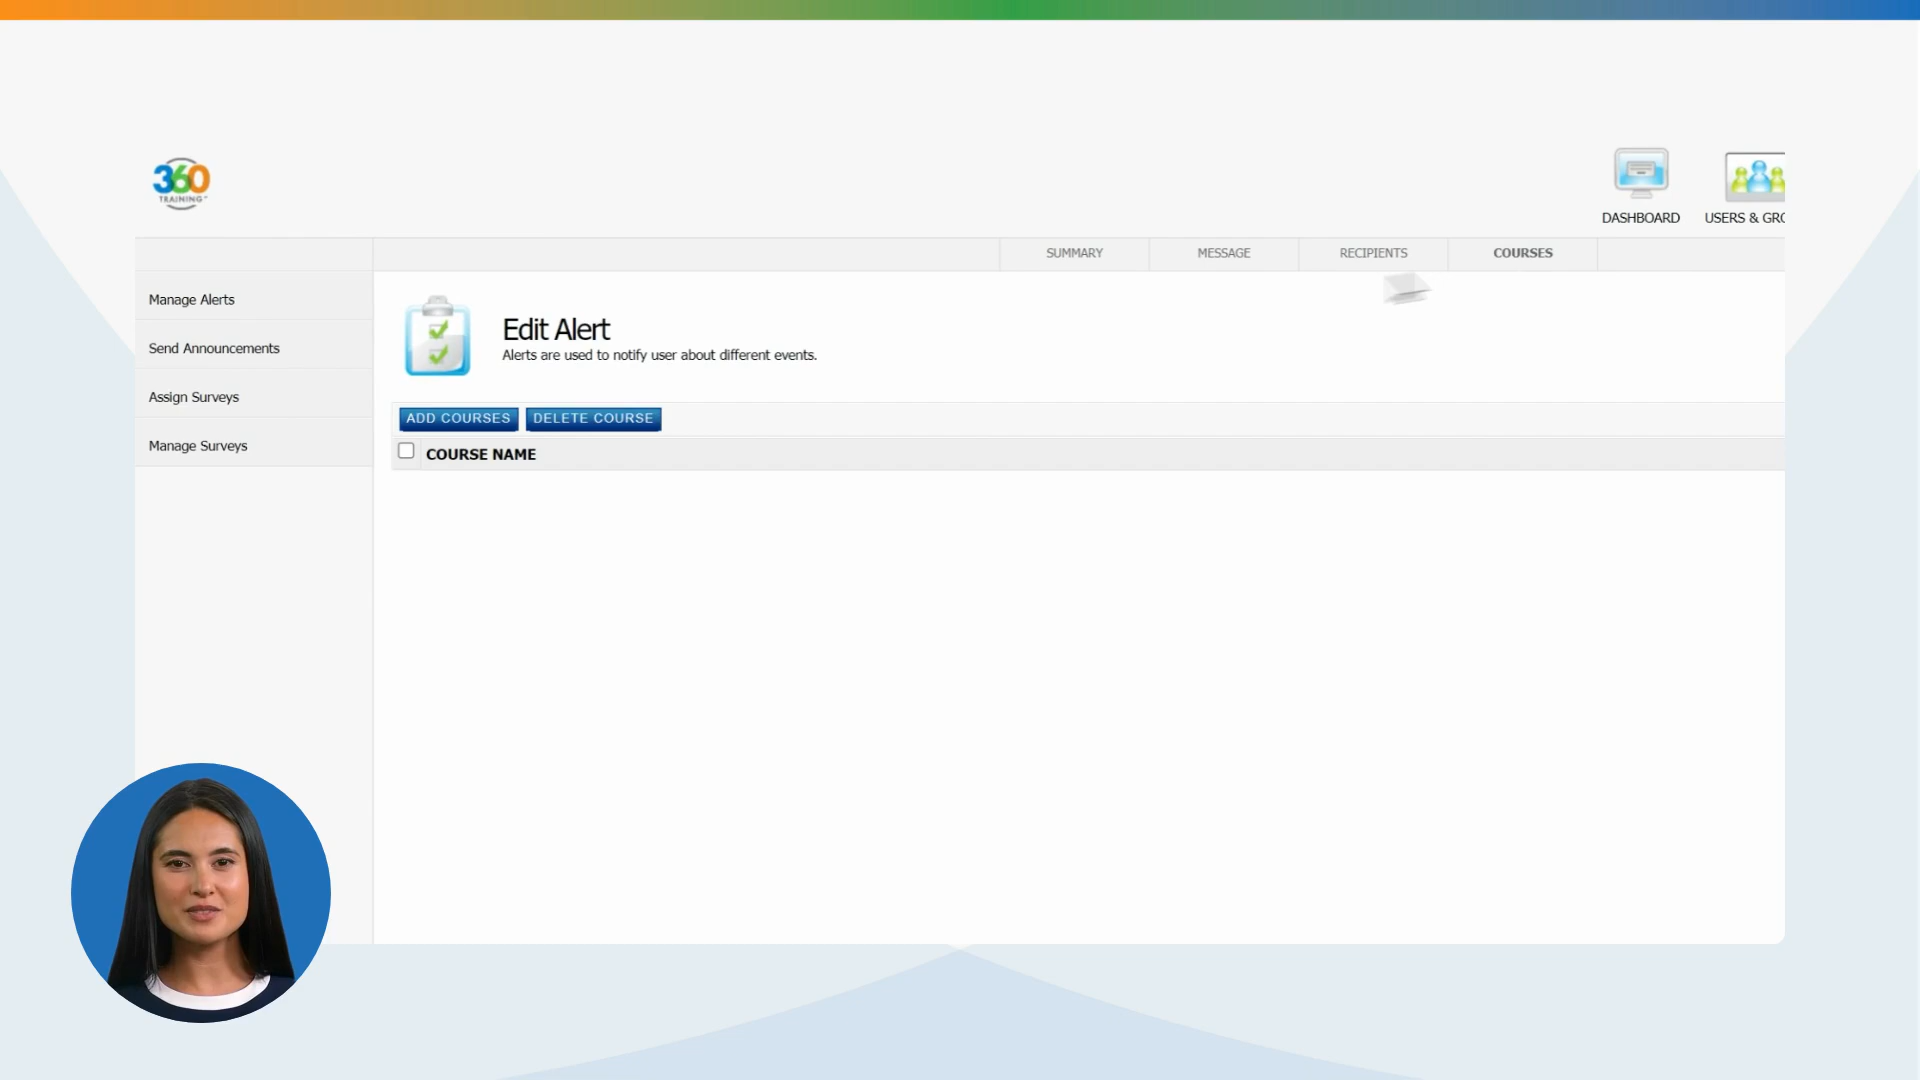 360
TRAINING
DASHBOARD
USERS & GRO
SUMMARY
MESSAGE
RECIPIENTS
COURSES
Manage Alerts
Send Announcements
Assign Surveys
Manage Surveys
Edit Alert
Alerts are used to notify user about different events.
ADD COURSES
DELETE COURSE
COURSE NAME